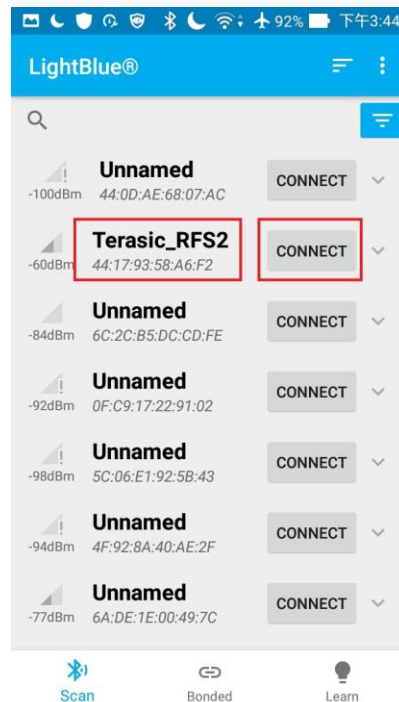 92% 下午3:44
LightBlue®
Unnamed
-100dBm 44:0D:AE:68:07:AC
CONNECT
Terasic_RFS2
-60dBm 44:17:93:58:A6:F2
CONNECT
Unnamed
-84dBm 6C:2C:B5:DC:CD:FE
CONNECT
Unnamed
-92dBm 0F:C9:17:22:91:02
CONNECT
Unnamed
-98dBm 5C:06:E1:92:5B:43
CONNECT
Unnamed
-94dBm 4F:92:8A:40:AE:2F
CONNECT
Unnamed
-77dBm 6A:DE:1E:00:49:7C
CONNECT
Scan Bonded Learn